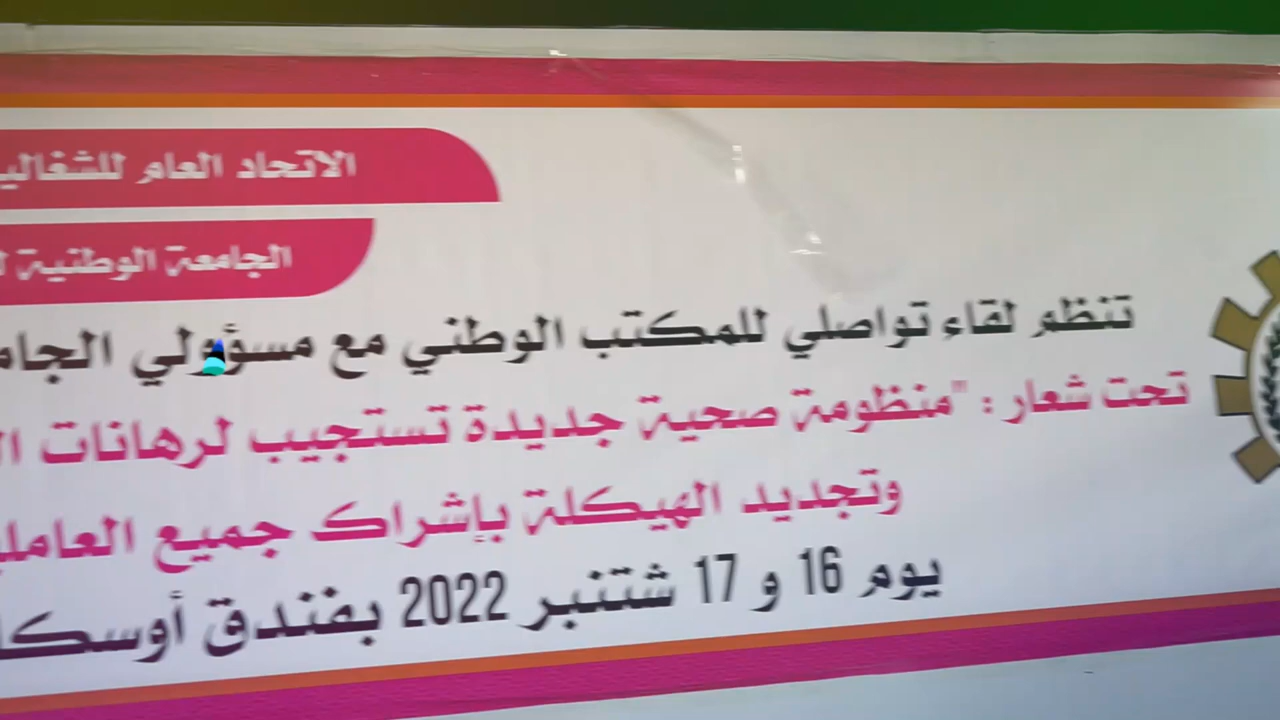 الاتحاد العام
الجامعة الوطنية
تنظم لقاء تواصلي للمكتب الوطني مع مسؤولي
تحت شعار : "منظومة صحية جديدة تستجيب لرهانات
وتجديد الهيكلة بإشراك جميع
يوم 16 و 17 شتنبر 2022 بفندق